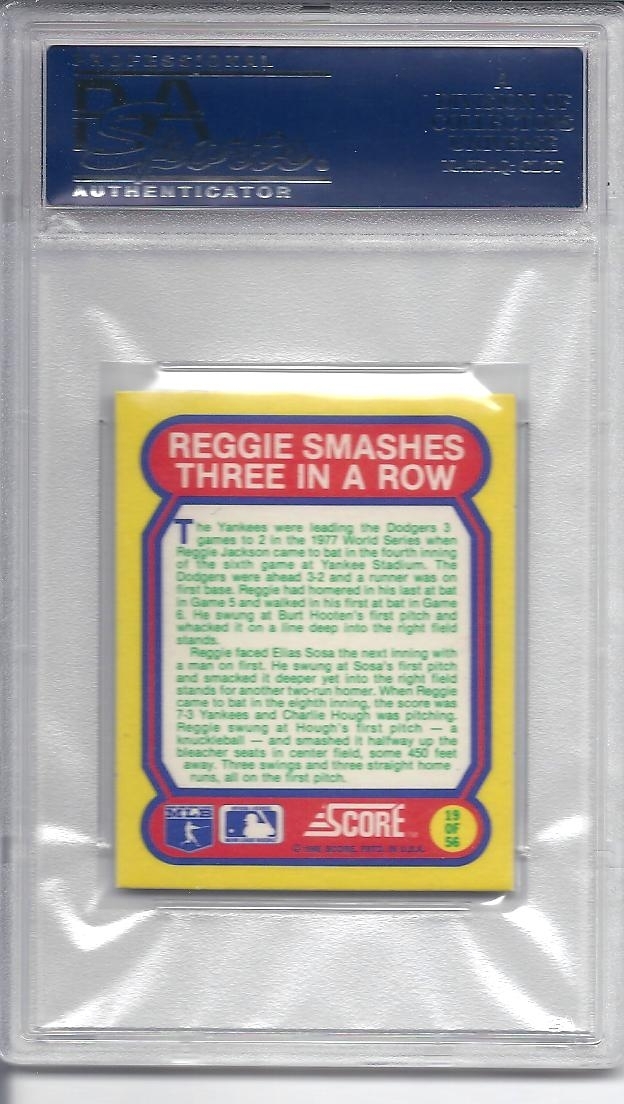 PROFESSIONAL
PSA
Sports.
AUTHENTICATOR
A
DIVISION OF
COLLECTORS
UNIVERSE
NASDAQ: CLCT
REGGIE SMASHES
THREE IN A ROW
The Yankees were leading the Dodgers 3
games to 2 in the 1977 World Series when
Reggie Jackson came to bat in the fourth inning
of the sixth game at Yankee Stadium. The
Dodgers were ahead 3-2 and a runner was on
first base. Reggie had homered in his last at bat
in Game 5 and walked in his first at bat in Game
6. He swung at Burt Hooten's first pitch and
whacked it on a line deep into the right field
stands.
Reggie faced Elias Sosa the next inning with
a man on first. He swung at Sosa's first pitch
and smacked it deeper yet into the right field
stands for another two-run homer. When Reggie
came to bat in the eighth inning, the score was
7-3 Yankees and Charlie Hough was pitching.
Reggie swung at Hough's first pitch — a
knuckleball — and smashed it halfway up the
bleacher seats in center field, some 450 feet
away. Three swings and three straight home
runs, all on the first pitch.
MLB
SCORE
19
OF
56
SCORE, PRTD. IN U.S.A.